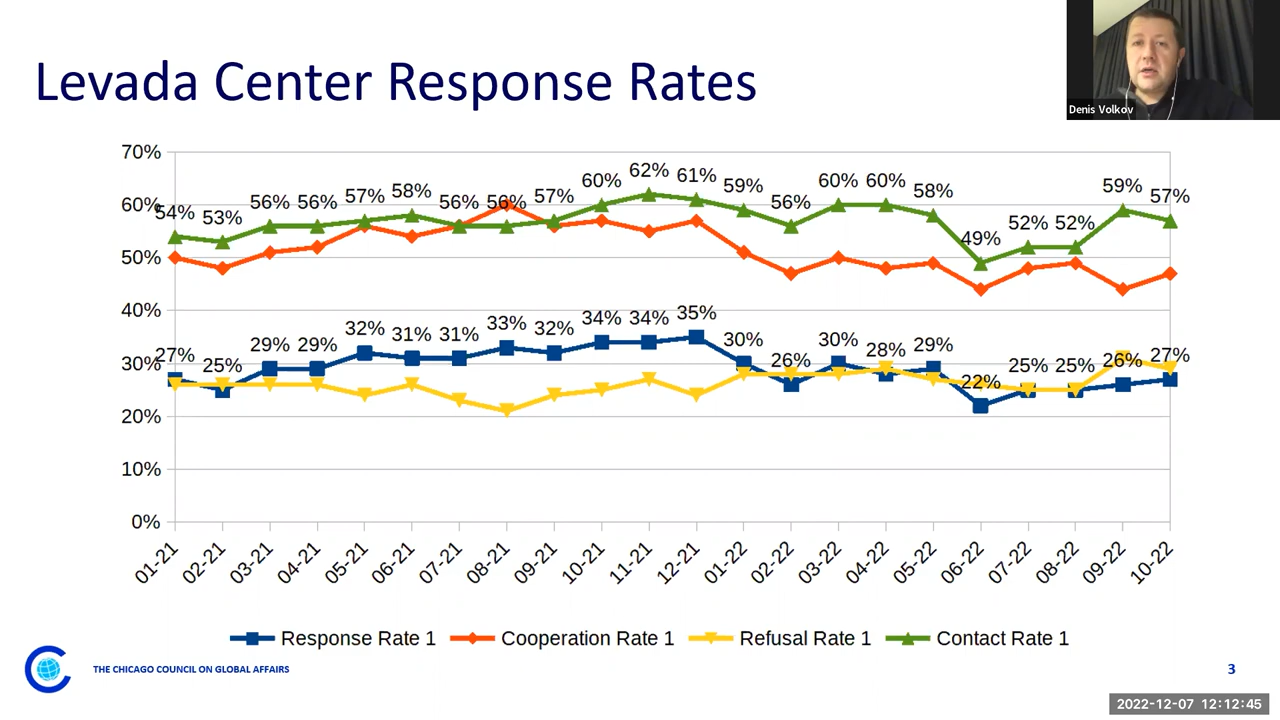 Levada Center Response Rates
Denis Volkov
70%
60%
50%
40%
30%
20%
10%
0%
54% 53% 56% 56% 57% 58% 56% 56% 57% 60% 62% 61% 59% 56% 60% 60% 58% 49% 52% 52% 59% 57%
27% 25% 29% 29% 32% 31% 31% 33% 32% 34% 34% 35% 30% 26% 30% 28% 29% 22% 25% 25% 26% 27%
01-21 02-21 03-21 04-21 05-21 06-21 07-21 08-21 09-21 10-21 11-21 12-21 01-22 02-22 03-22 04-22 05-22 06-22 07-22 08-22 09-22 10-22
Response Rate 1 Cooperation Rate 1 Refusal Rate 1 Contact Rate 1
THE CHICAGO COUNCIL ON GLOBAL AFFAIRS
3
2022-12-07 12:12:45